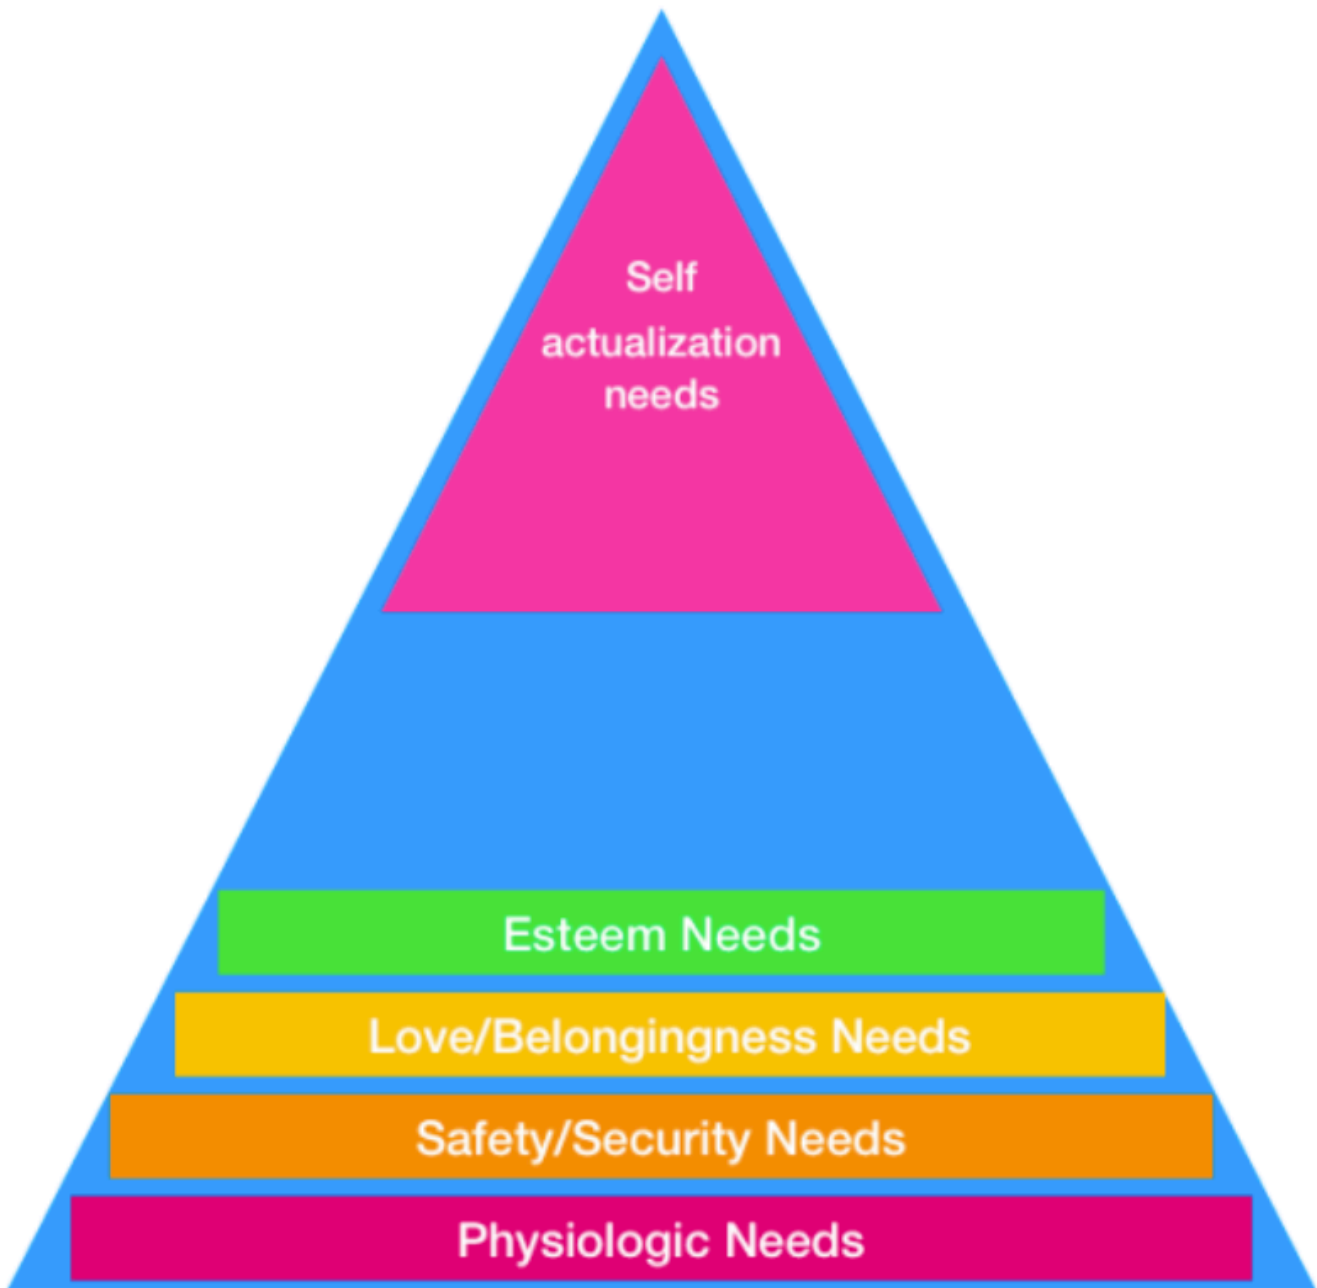 Self
actualization
needs
Esteem Needs
Love/Belongingness Needs
Safety/Security Needs
Physiologic Needs